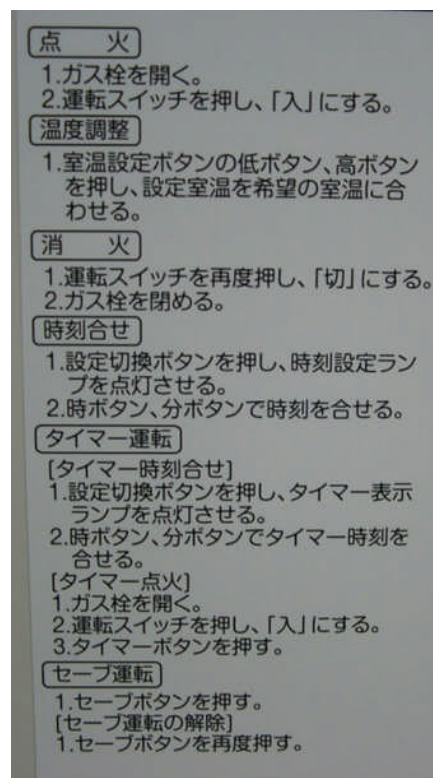 点　火
1.ガス栓を開く。
2.運転スイッチを押し、「入」にする。
温度調整
1.室温設定ボタンの低ボタン、高ボタン
を押し、設定室温を希望の室温に合
わせる。
消　火
1.運転スイッチを再度押し、「切」にする。
2.ガス栓を閉める。
時刻合せ
1.設定切換ボタンを押し、時刻設定ラン
プを点灯させる。
2.時ボタン、分ボタンで時刻を合せる。
タイマー運転
[タイマー時刻合せ]
1.設定切換ボタンを押し、タイマー表示
ランプを点灯させる。
2.時ボタン、分ボタンでタイマー時刻を
合せる。
[タイマー点火]
1.ガス栓を開く。
2.運転スイッチを押し、「入」にする。
3.タイマーボタンを押す。
セーブ運転
1.セーブボタンを押す。
[セーブ運転の解除]
1.セーブボタンを再度押す。